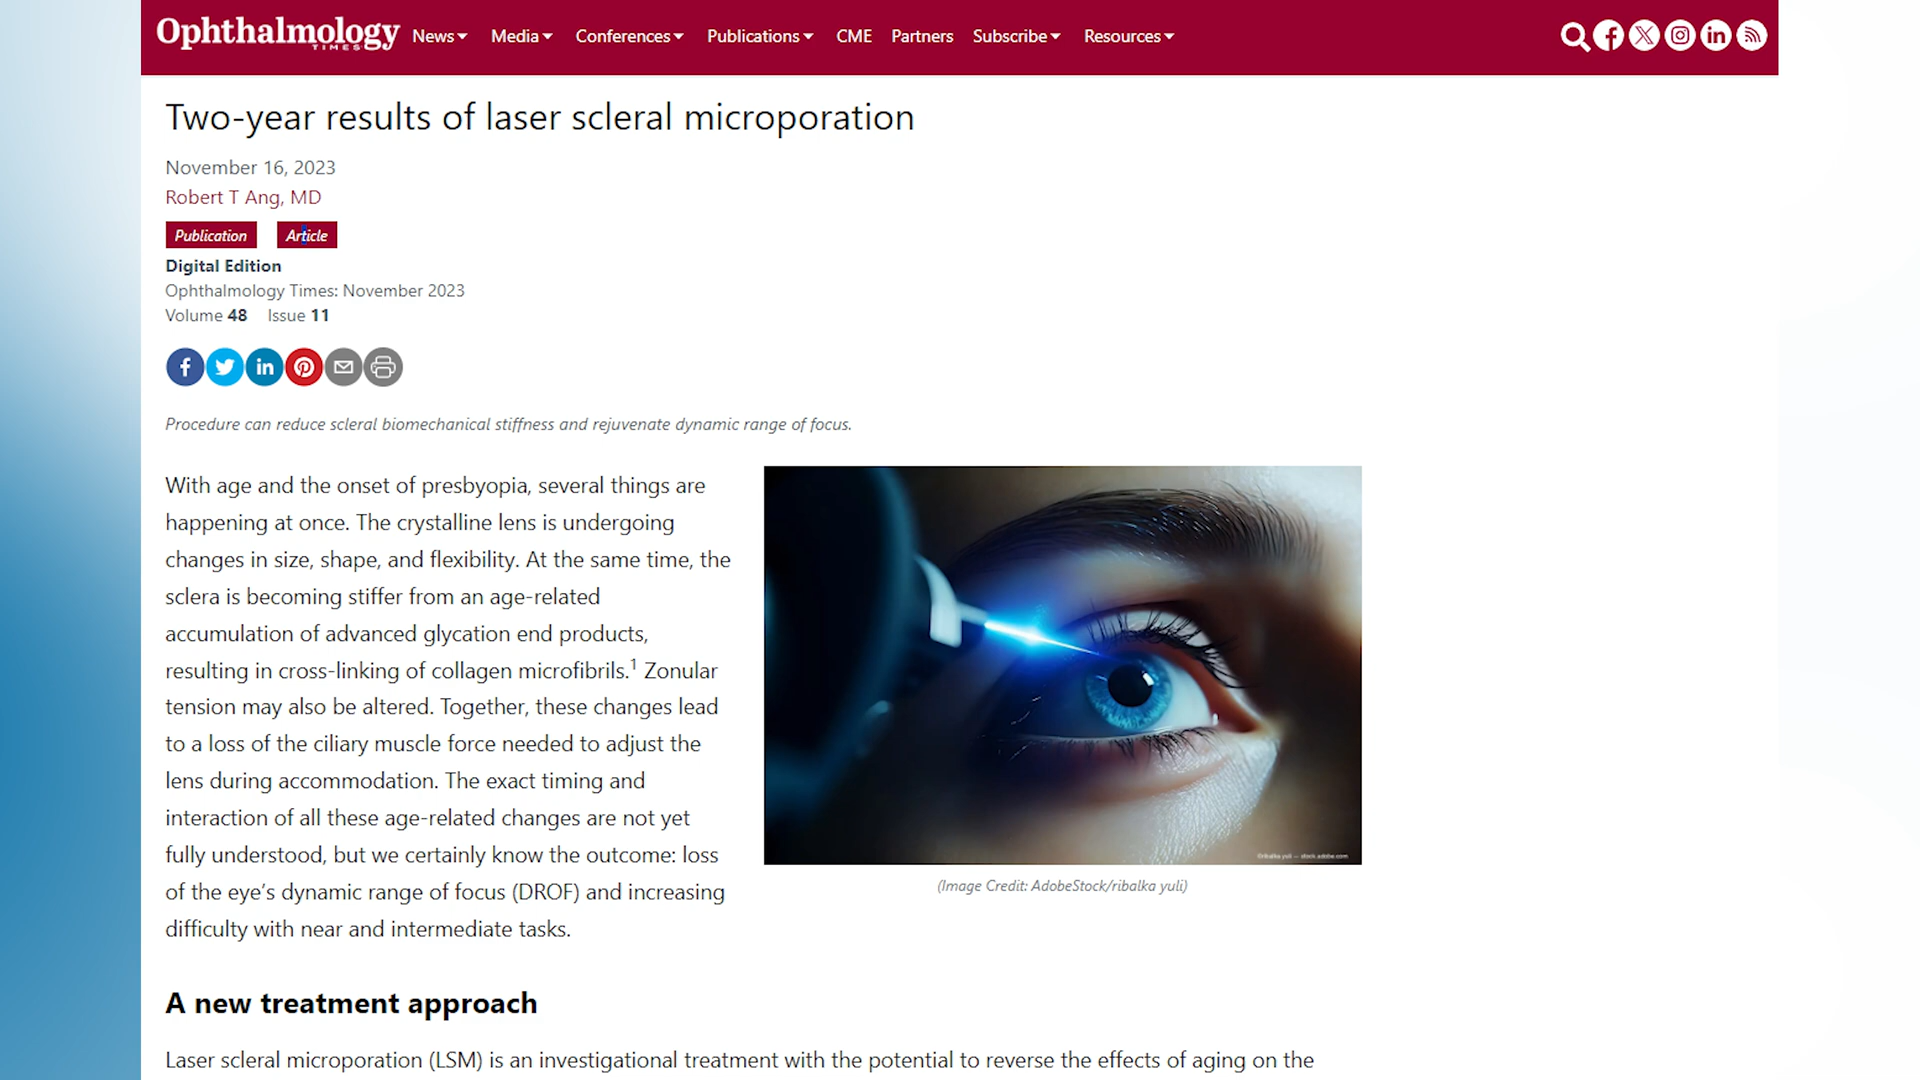 Ophthalmology
TIMES
News Media Conferences Publications CME Partners Subscribe Resources
Two-year results of laser scleral microporation
November 16, 2023
Robert T Ang, MD
Publication Article
Digital Edition
Ophthalmology Times: November 2023
Volume 48 Issue 11
Procedure can reduce scleral biomechanical stiffness and rejuvenate dynamic range of focus.
With age and the onset of presbyopia, several things are
happening at once. The crystalline lens is undergoing
changes in size, shape, and flexibility. At the same time, the
sclera is becoming stiffer from an age-related
accumulation of advanced glycation end products,
resulting in cross-linking of collagen microfibrils.1 Zonular
tension may also be altered. Together, these changes lead
to a loss of the ciliary muscle force needed to adjust the
lens during accommodation. The exact timing and
interaction of all these age-related changes are not yet
fully understood, but we certainly know the outcome: loss
of the eye’s dynamic range of focus (DROF) and increasing
difficulty with near and intermediate tasks.
©ribalka yuli — stock.adobe.com
(Image Credit: AdobeStock/ribalka yuli)
A new treatment approach
Laser scleral microporation (LSM) is an investigational treatment with the potential to reverse the effects of aging on the